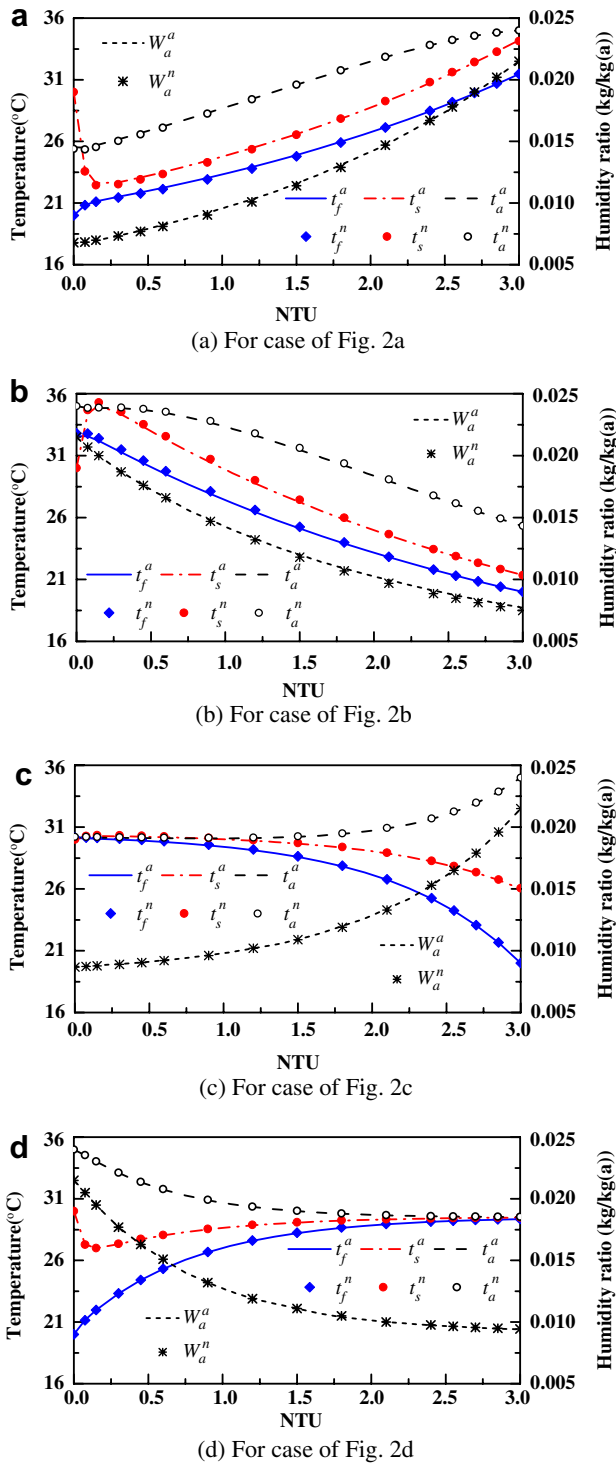 a
36
31
26
21
16
Temperature(°C)
0.025
0.020
0.015
0.010
0.005
Humidity ratio (kg/kg(a))
W_a^a
W_a^n
t_f^a t_s^a t_a^a
t_f^n t_s^n t_a^n
0.0 0.5 1.0 1.5 2.0 2.5 3.0
NTU
(a) For case of Fig. 2a
b
36
31
26
21
16
Temperature(°C)
0.025
0.020
0.015
0.010
0.005
Humidity ratio (kg/kg(a))
W_a^a
W_a^n
t_f^a t_s^a t_a^a
t_f^n t_s^n t_a^n
0.0 0.5 1.0 1.5 2.0 2.5 3.0
NTU
(b) For case of Fig. 2b
c
36
31
26
21
16
Temperature(°C)
0.025
0.020
0.015
0.010
0.005
Humidity ratio (kg/kg(a))
t_f^a t_s^a t_a^a
t_f^n t_s^n t_a^n
W_a^a
W_a^n
0.0 0.5 1.0 1.5 2.0 2.5 3.0
NTU
(c) For case of Fig. 2c
d
36
31
26
21
16
Temperature(°C)
0.025
0.020
0.015
0.010
0.005
Humidity ratio (kg/kg(a))
t_f^a t_s^a t_a^a
t_f^n t_s^n t_a^n
W_a^a
W_a^n
0.0 0.5 1.0 1.5 2.0 2.5 3.0
NTU
(d) For case of Fig. 2d